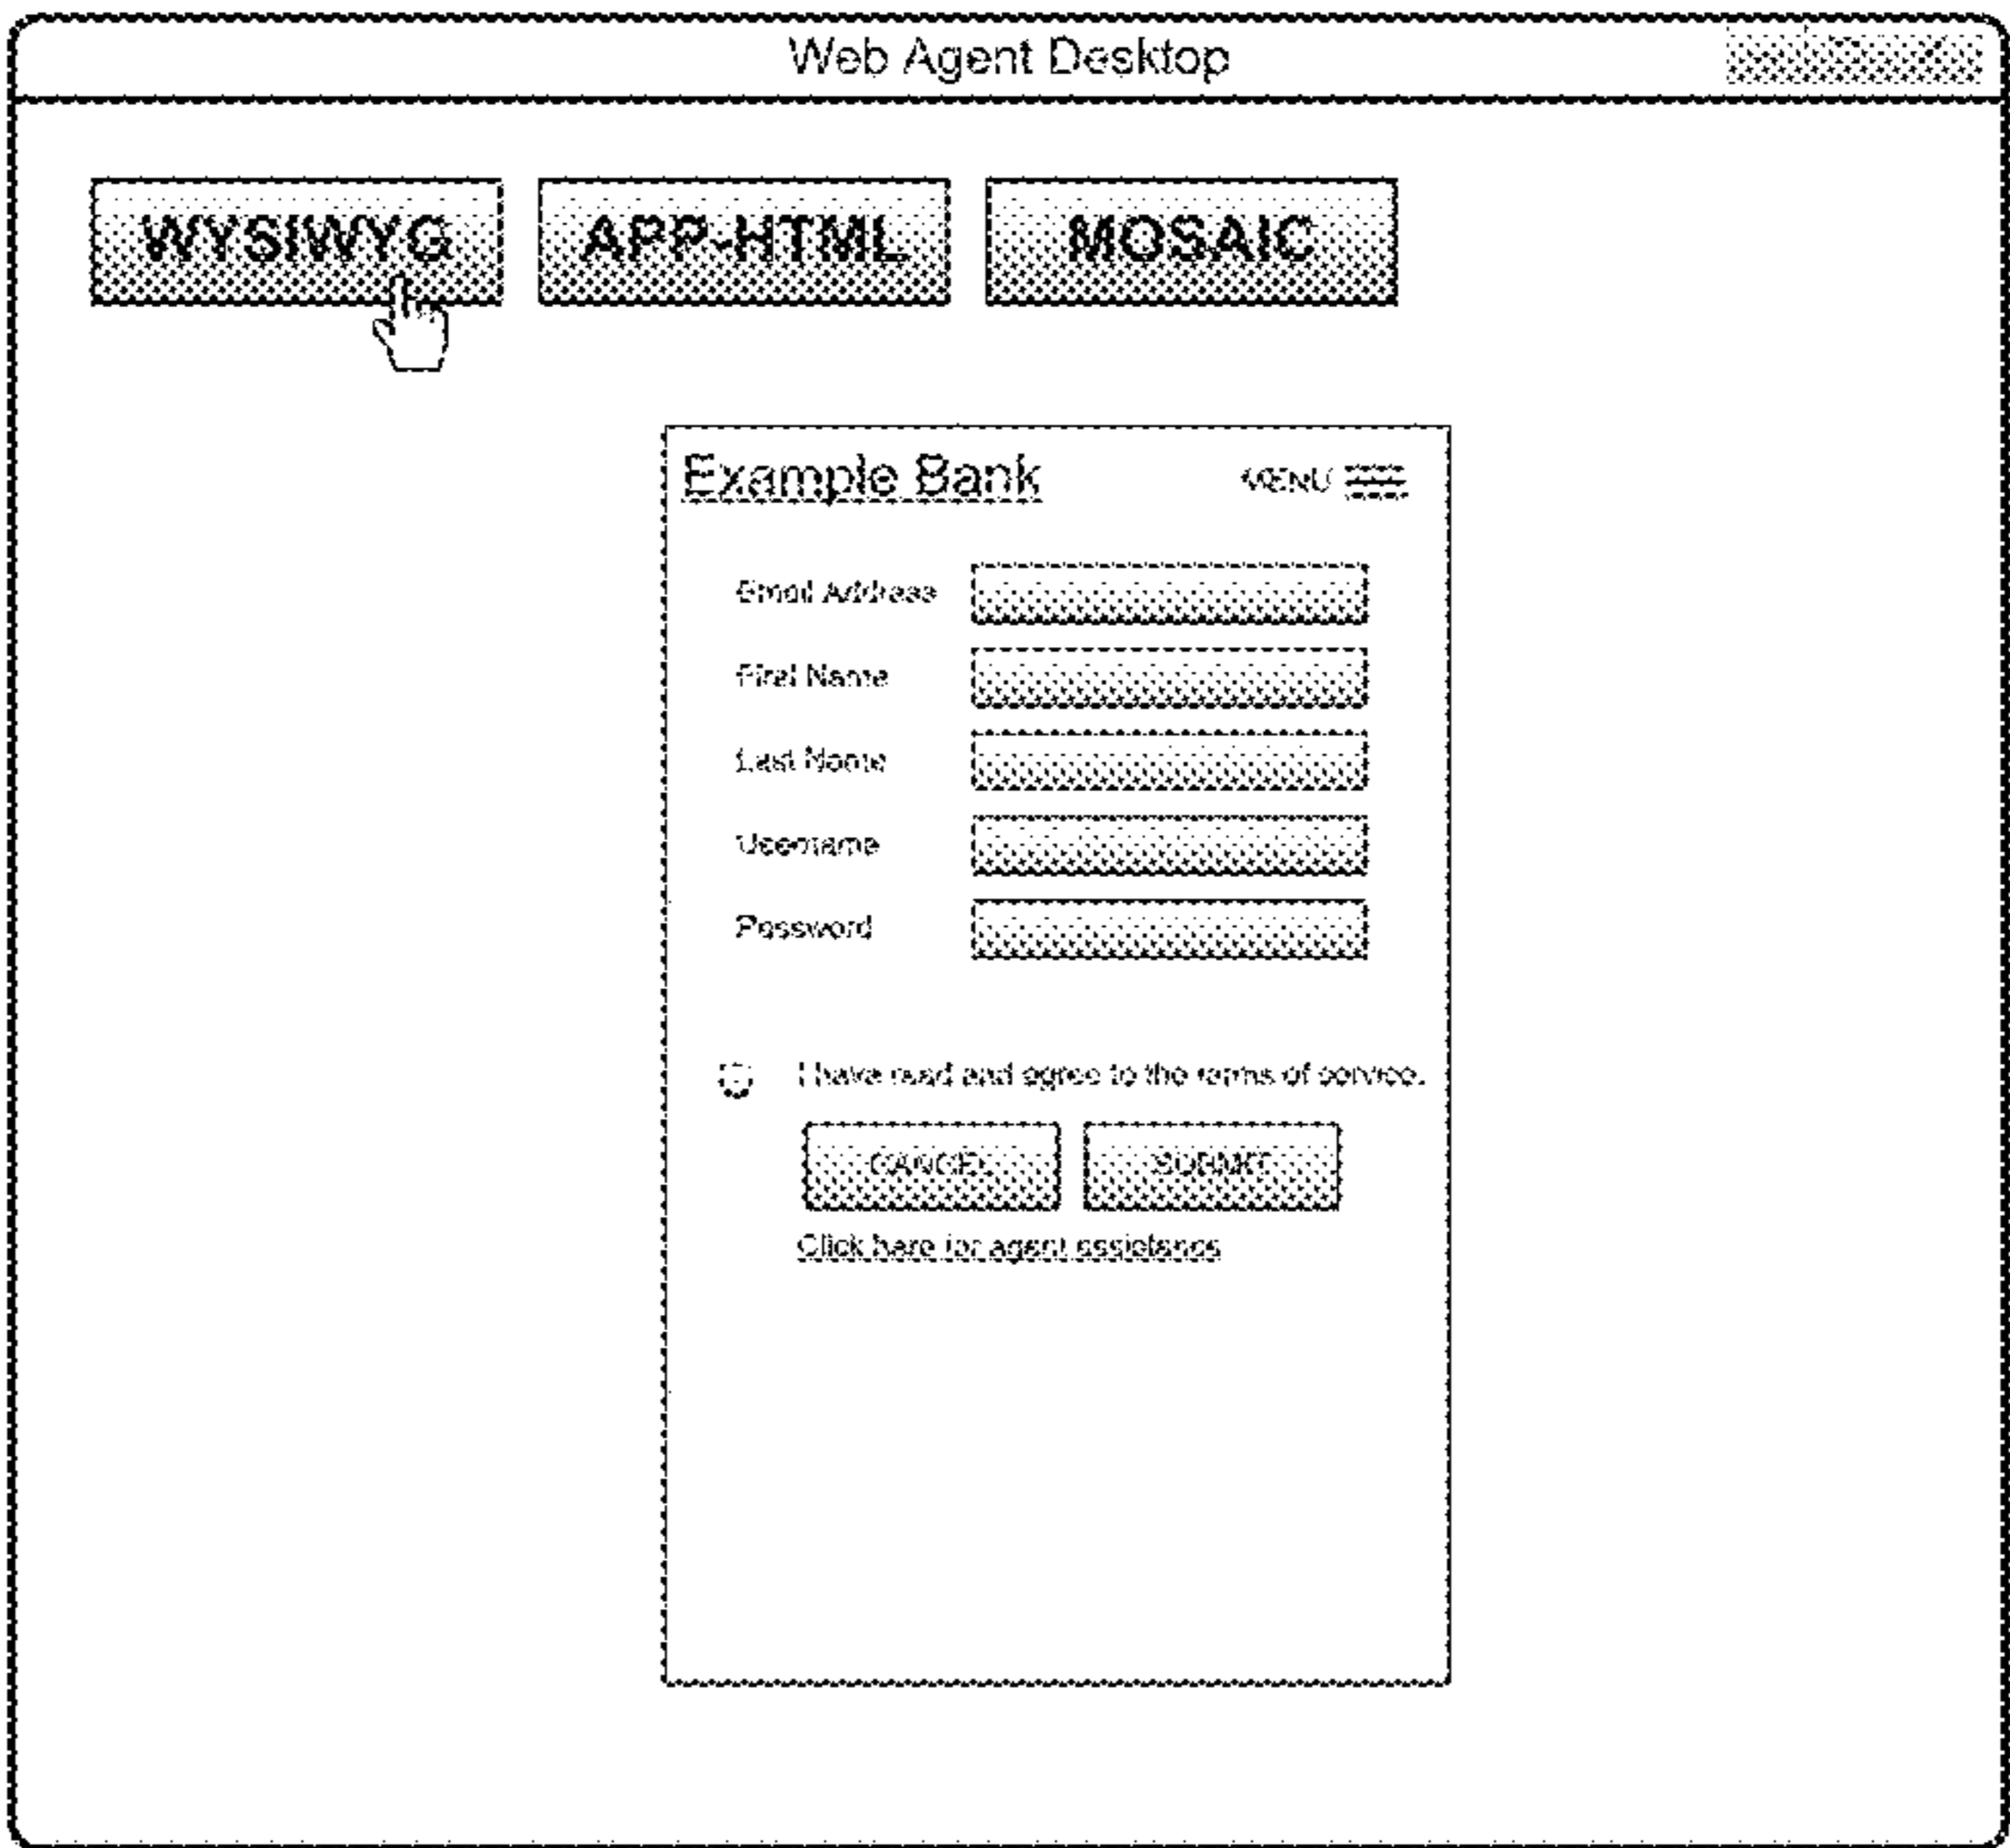 Web Agent Desktop
WYSIWYG APP-HTML MOSAIC
Example Bank MENU
Email Address
First Name
Last Name
Username
Password
I have read and agree to the terms of service.
CANCEL SUBMIT
Click here for agent assistance